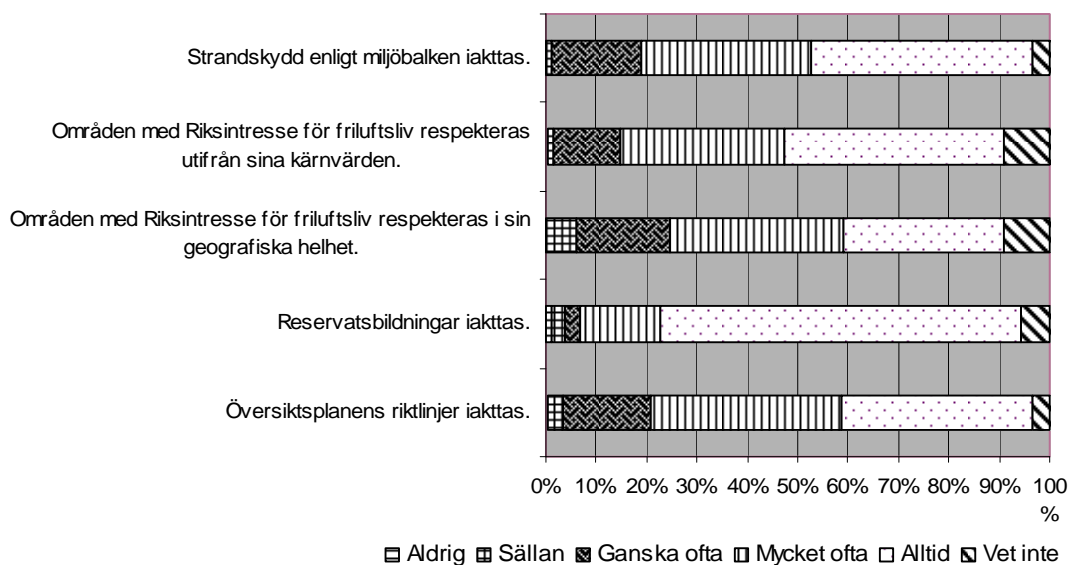 Strandskydd enligt miljöbalken iakttas.
Områden med Riksintresse för friluftsliv respekteras
utifrån sina kärnvärden.
Områden med Riksintresse för friluftsliv respekteras i sin
geografiska helhet.
Reservatsbildningar iakttas.
Översiktsplanens riktlinjer iakttas.
0% 10% 20% 30% 40% 50% 60% 70% 80% 90% 100
%
Aldrig Sällan Ganska ofta Mycket ofta Alltid Vet inte